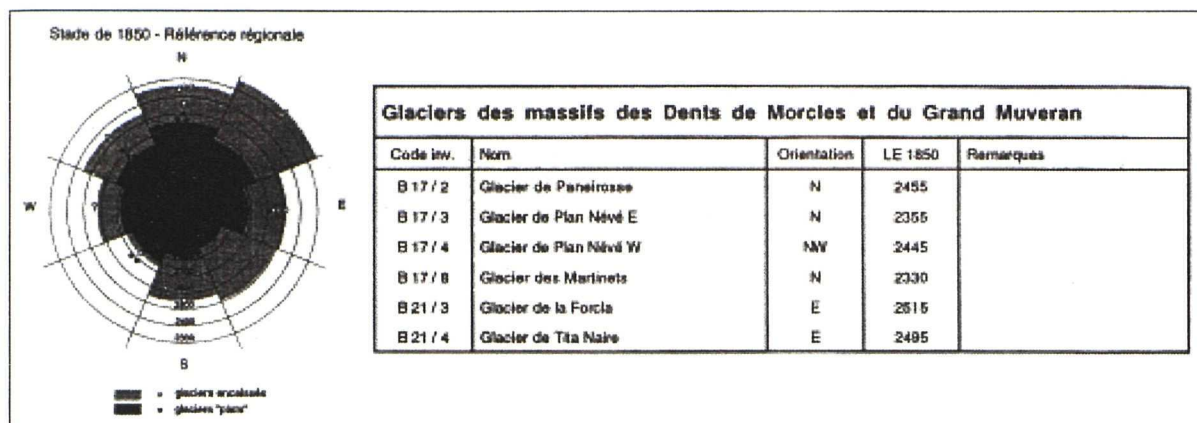 Stade de 1850 - Référence régionale
N
W
E
S
glaciers encaissés
glaciers "plans"
Glaciers des massifs des Dents de Morcles et du Grand Muveran
Code inv. Nom Orientation LE 1850 Remarques
B 17 / 2 Glacier de Paneirosse N 2455
B 17 / 3 Glacier de Plan Névé E N 2355
B 17 / 4 Glacier de Plan Névé W NW 2445
B 17 / 8 Glacier des Martinets N 2330
B 21 / 3 Glacier de la Forcla E 2515
B 21 / 4 Glacier de Tita Naire E 2495